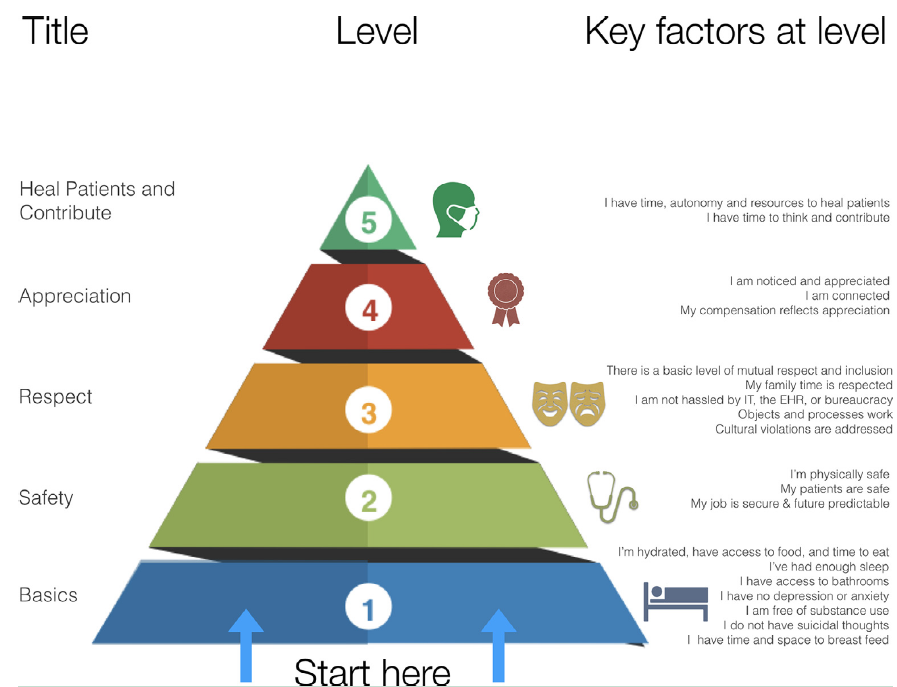 Title
Level
Key factors at level
Heal Patients and
Contribute
5
I have time, autonomy and resources to heal patients
I have time to think and contribute
Appreciation
4
I am noticed and appreciated
I am connected
My compensation reflects appreciation
Respect
3
There is a basic level of mutual respect and inclusion
My family time is respected
I am not hassled by IT, the EHR, or bureaucracy
Objects and processes work
Cultural violations are addressed
Safety
2
I'm physically safe
My patients are safe
My job is secure & future predictable
Basics
1
I'm hydrated, have access to food, and time to eat
I've had enough sleep
I have access to bathrooms
I have no depression or anxiety
I am free of substance use
I do not have suicidal thoughts
I have time and space to breast feed
Start here